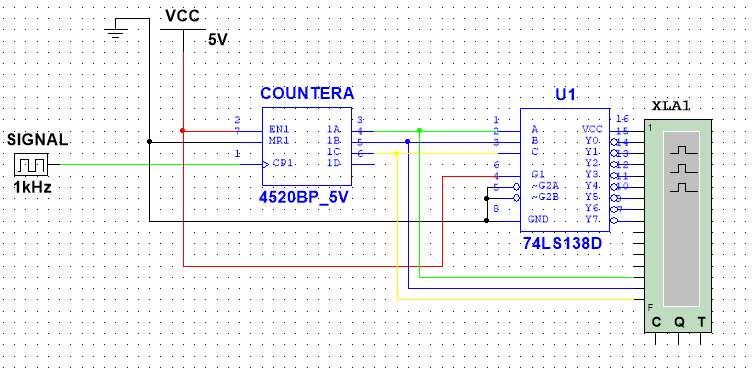 VCC
5V
COUNTERA
2
7
1
EN1
MR1
CP1
1A
1B
1C
1D
3
4
5
6
4520BP_5V
SIGNAL
1kHz
U1
1
2
3
6
4
5
8
A
B
C
G1
~G2A
~G2B
GND
VCC
Y0
Y1
Y2
Y3
Y4
Y5
Y6
Y7
16
15
14
13
12
11
10
9
7
74LS138D
XLA1
1
F
C Q T